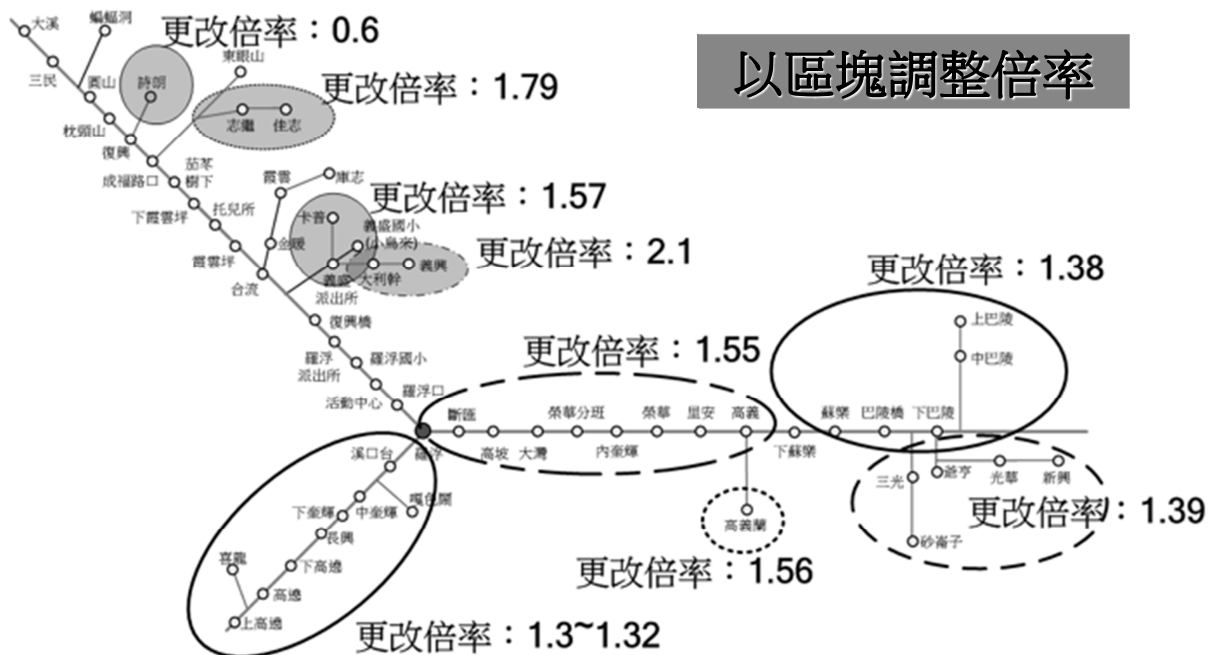 以區塊調整倍率
大溪
蝙蝠洞
更改倍率：0.6
三民
圓山
詩朗
東眼山
更改倍率：1.79
枕頭山
志繼
佳志
復興
成福路口
茄苳
樹下
霞雲
庫志
下霞雲坪
托兒所
卡普
更改倍率：1.57
義盛國小
(小烏來)
霞雲坪
金暖
更改倍率：2.1
合流
義盛
派出所
大利幹
義興
更改倍率：1.38
復興橋
上巴陵
羅浮
派出所
羅浮國小
更改倍率：1.55
中巴陵
活動中心
羅浮口
斷匯
榮華分班
榮華
里安
高義
蘇樂
巴陵橋
下巴陵
溪口台
羅浮
高坡
大灣
內奎輝
下蘇樂
三光
爺亨
光華
新興
下奎輝
中奎輝
嘎色鬧
高義蘭
更改倍率：1.39
長興
砂崙子
喜龍
下高遶
更改倍率：1.56
高遶
上高遶
更改倍率：1.3~1.32